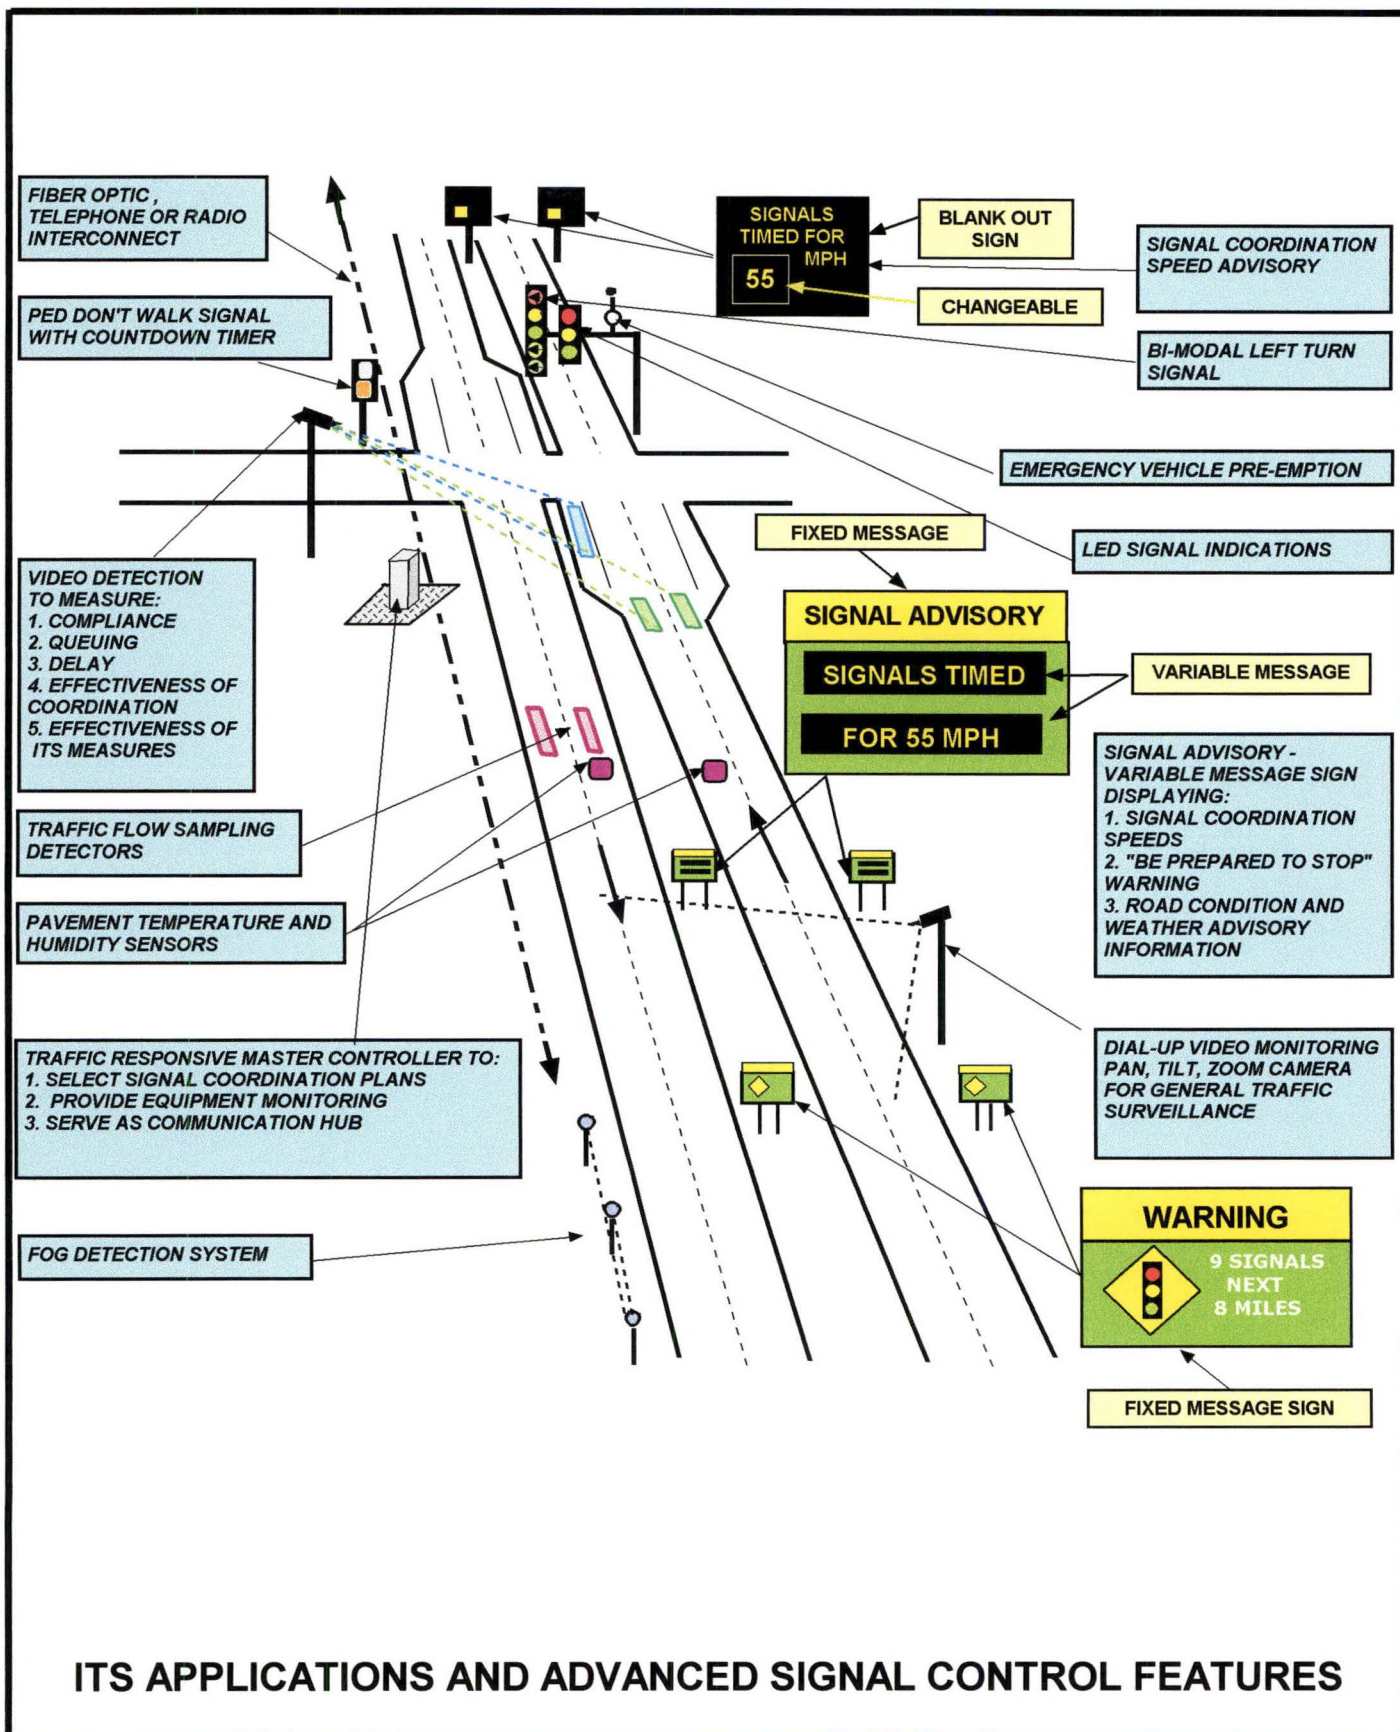 FIBER OPTIC ,
TELEPHONE OR RADIO
INTERCONNECT
PED DON'T WALK SIGNAL
WITH COUNTDOWN TIMER
SIGNALS
TIMED FOR
MPH
55
BLANK OUT
SIGN
CHANGEABLE
SIGNAL COORDINATION
SPEED ADVISORY
BI-MODAL LEFT TURN
SIGNAL
EMERGENCY VEHICLE PRE-EMPTION
LED SIGNAL INDICATIONS
FIXED MESSAGE
SIGNAL ADVISORY
SIGNALS TIMED
FOR 55 MPH
VARIABLE MESSAGE
VIDEO DETECTION
TO MEASURE:
1. COMPLIANCE
2. QUEUING
3. DELAY
4. EFFECTIVENESS OF
COORDINATION
5. EFFECTIVENESS OF
ITS MEASURES
TRAFFIC FLOW SAMPLING
DETECTORS
PAVEMENT TEMPERATURE AND
HUMIDITY SENSORS
SIGNAL ADVISORY -
VARIABLE MESSAGE SIGN
DISPLAYING:
1. SIGNAL COORDINATION
SPEEDS
2. "BE PREPARED TO STOP"
WARNING
3. ROAD CONDITION AND
WEATHER ADVISORY
INFORMATION
TRAFFIC RESPONSIVE MASTER CONTROLLER TO:
1. SELECT SIGNAL COORDINATION PLANS
2. PROVIDE EQUIPMENT MONITORING
3. SERVE AS COMMUNICATION HUB
DIAL-UP VIDEO MONITORING
PAN, TILT, ZOOM CAMERA
FOR GENERAL TRAFFIC
SURVEILLANCE
FOG DETECTION SYSTEM
WARNING
9 SIGNALS
NEXT
8 MILES
FIXED MESSAGE SIGN
ITS APPLICATIONS AND ADVANCED SIGNAL CONTROL FEATURES